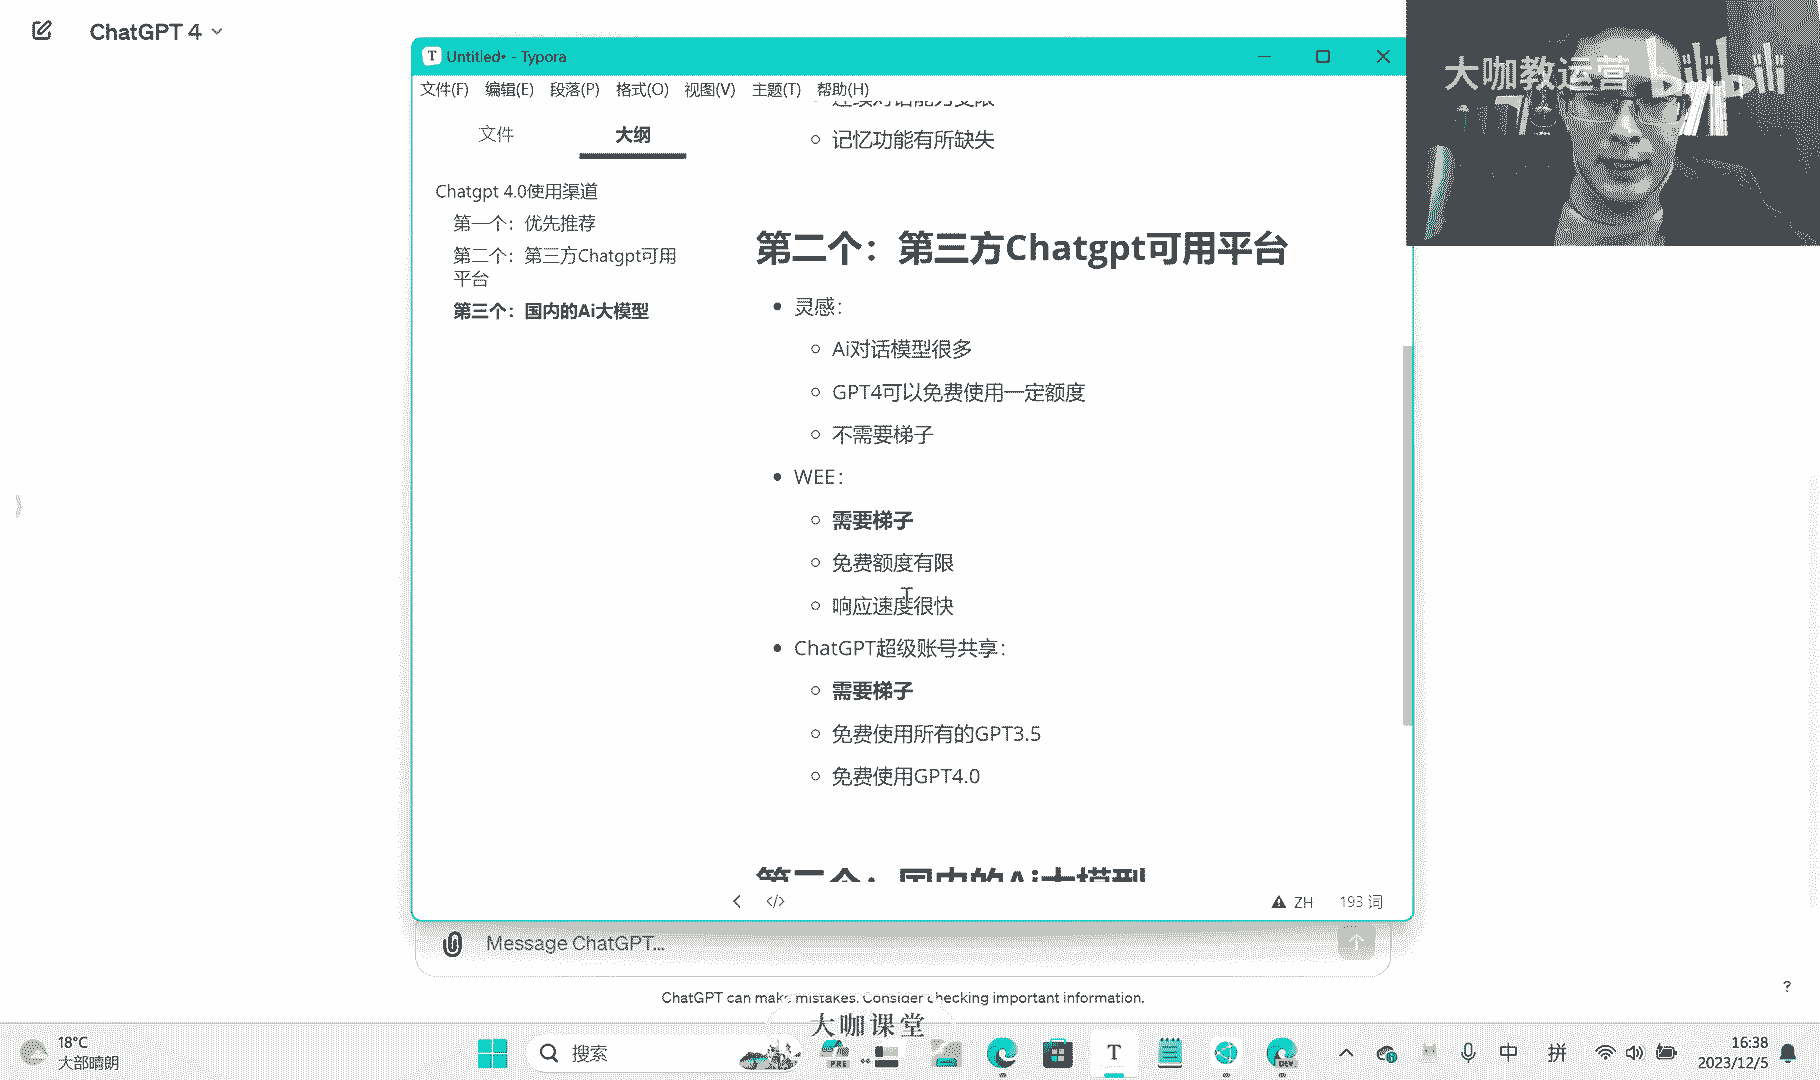 ChatGPT 4
大咖教运营 bilibili
Untitled• - Typora
文件(F) 编辑(E) 段落(P) 格式(O) 视图(V) 主题(T) 帮助(H)
文件 大纲
Chatgpt 4.0使用渠道
第一个：优先推荐
第二个：第三方Chatgpt可用
平台
第三个：国内的Ai大模型
记忆功能有所缺失
第二个：第三方Chatgpt可用平台
灵感：
Ai对话模型很多
GPT4可以免费使用一定额度
不需要梯子
WEE：
需要梯子
免费额度有限
响应速度很快
ChatGPT超级账号共享：
需要梯子
免费使用所有的GPT3.5
免费使用GPT4.0
国内的Ai大模型
ZH 193 词
Message ChatGPT...
ChatGPT can make mistakes. Consider checking important information.
?
大咖课堂
18°C
大部晴朗
搜索
PRE
T
DEV
中
拼
16:38
2023/12/5